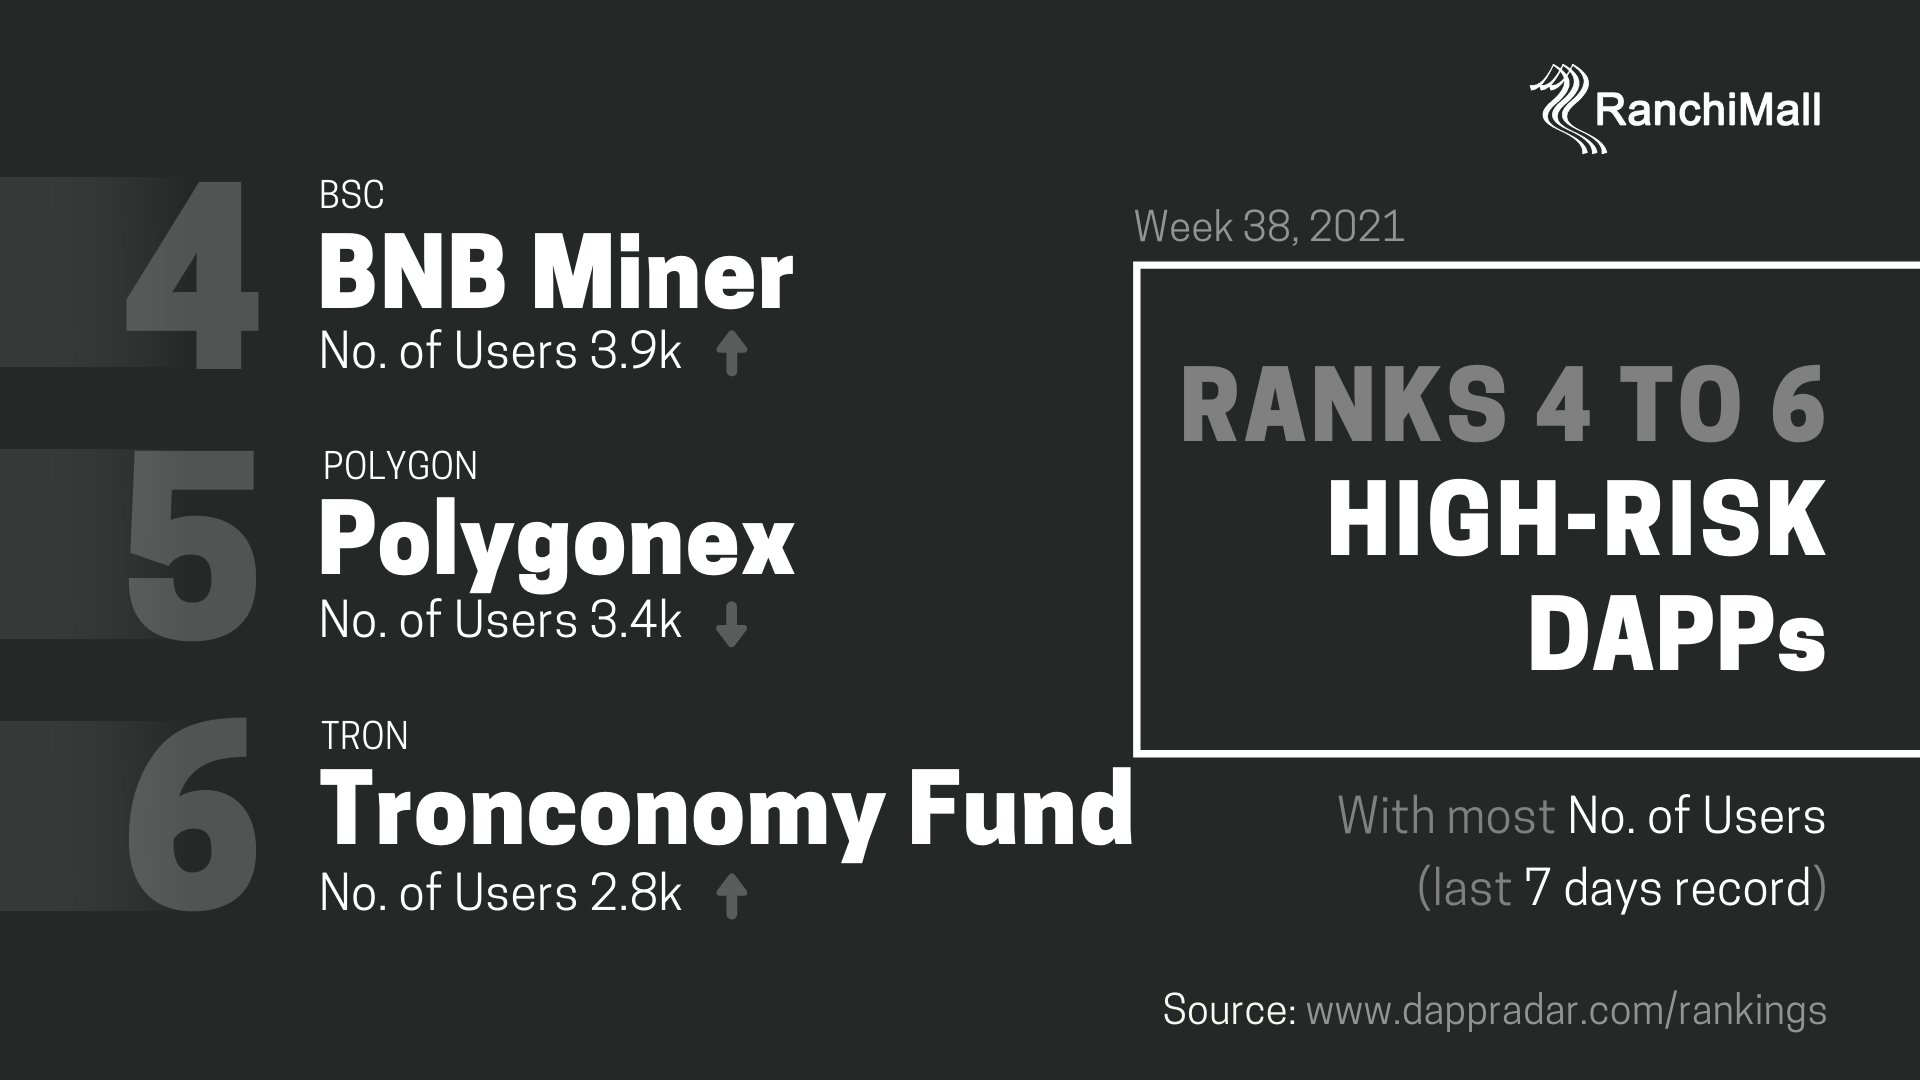 RanchiMall
4
BSC
BNB Miner
No. of Users 3.9k
5
POLYGON
Polygonex
No. of Users 3.4k
6
TRON
Tronconomy Fund
No. of Users 2.8k
Week 38, 2021
RANKS 4 TO 6
HIGH-RISK
DAPPs
With most No. of Users
(last 7 days record)
Source: www.dappradar.com/rankings